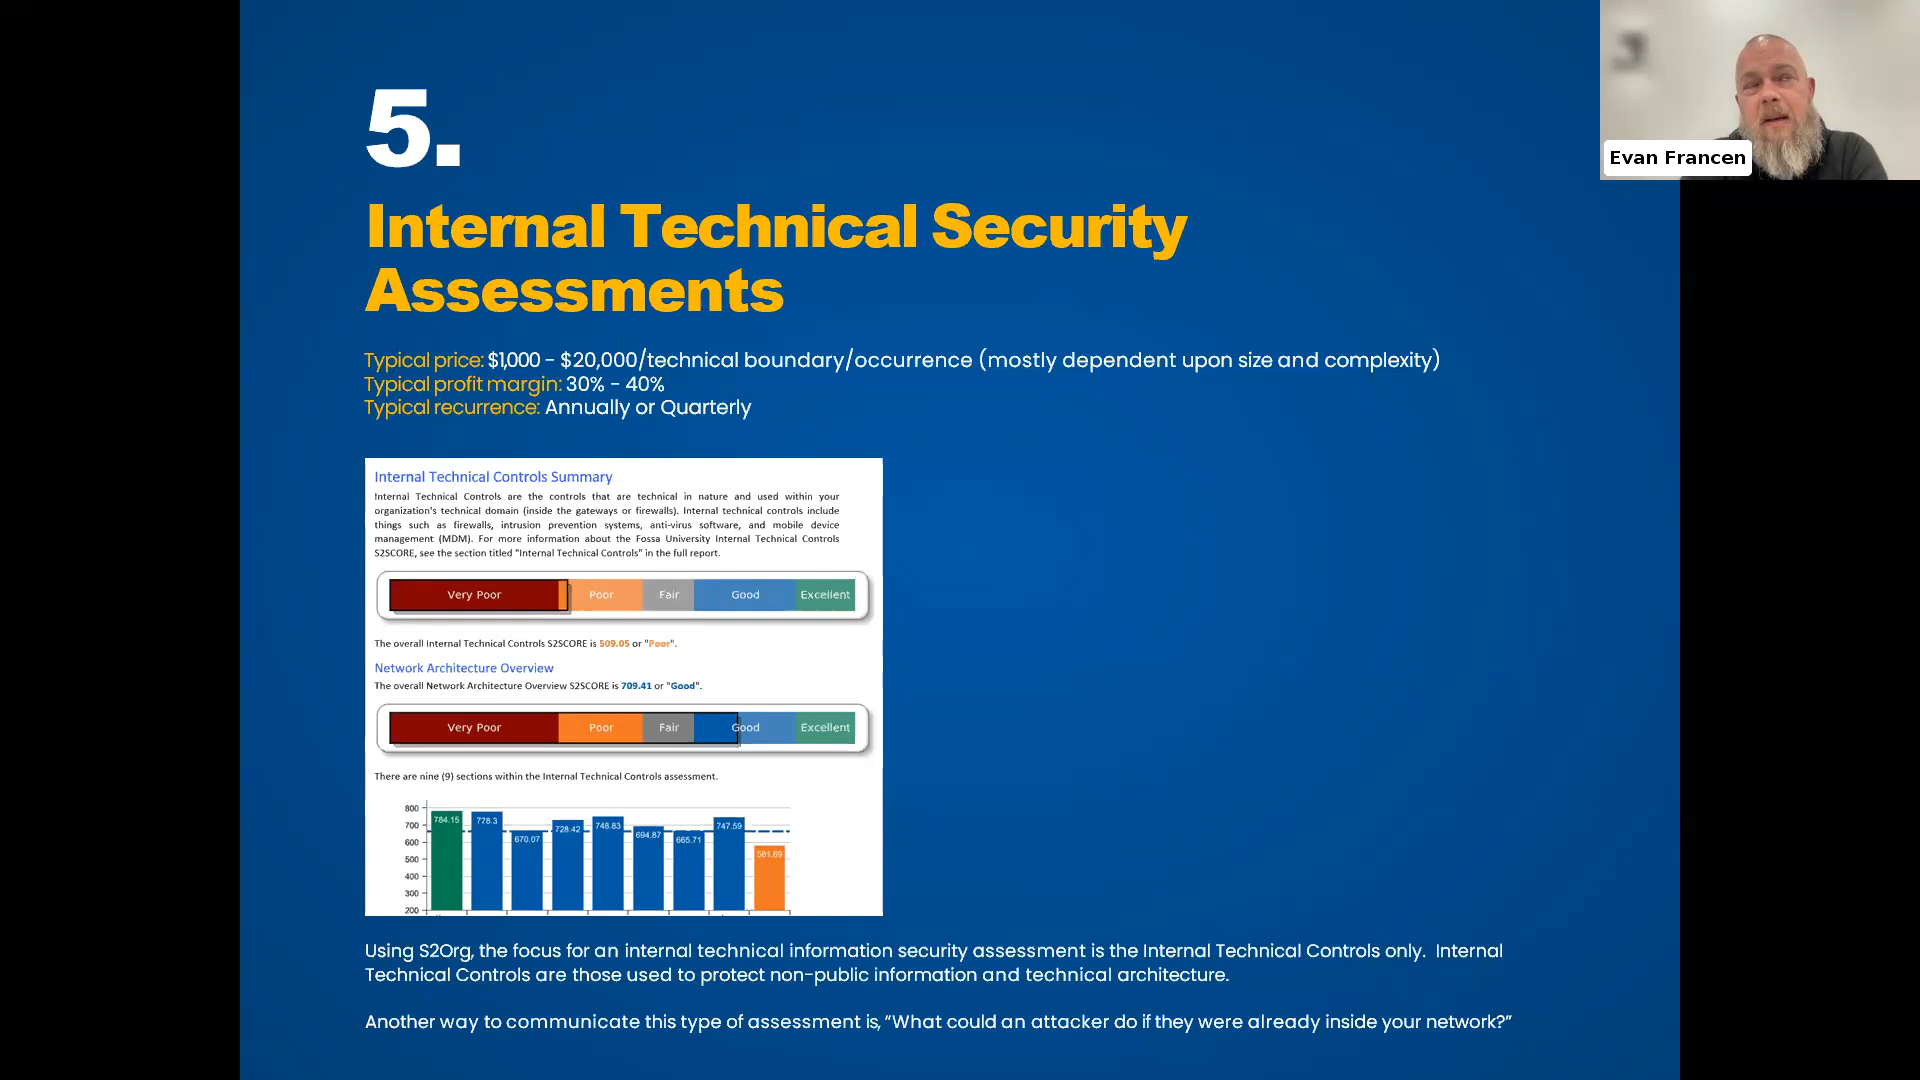 5.
Internal Technical Security
Assessments
Typical price: $1,000 - $20,000/technical boundary/occurrence (mostly dependent upon size and complexity)
Typical profit margin: 30% - 40%
Typical recurrence: Annually or Quarterly
Evan Francen
Internal Technical Controls Summary
Internal Technical Controls are the controls that are technical in nature and used within your
organization's technical domain (inside the gateways or firewalls). Internal technical controls include
things such as firewalls, intrusion prevention systems, anti-virus software, and mobile device
management (MDM). For more information about the Fossa University Internal Technical Controls
S2SCORE, see the section titled "Internal Technical Controls" in the full report.
Very Poor Poor Fair Good Excellent
The overall Internal Technical Controls S2SCORE is 509.05 or "Poor".
Network Architecture Overview
The overall Network Architecture Overview S2SCORE is 709.41 or "Good".
Very Poor Poor Fair Good Excellent
There are nine (9) sections within the Internal Technical Controls assessment.
800
700
600
500
400
300
200
784.15 778.3 670.07 728.42 748.83 694.87 665.71 747.59 581.69
Using S2Org, the focus for an internal technical information security assessment is the Internal Technical Controls only. Internal
Technical Controls are those used to protect non-public information and technical architecture.
Another way to communicate this type of assessment is, “What could an attacker do if they were already inside your network?”